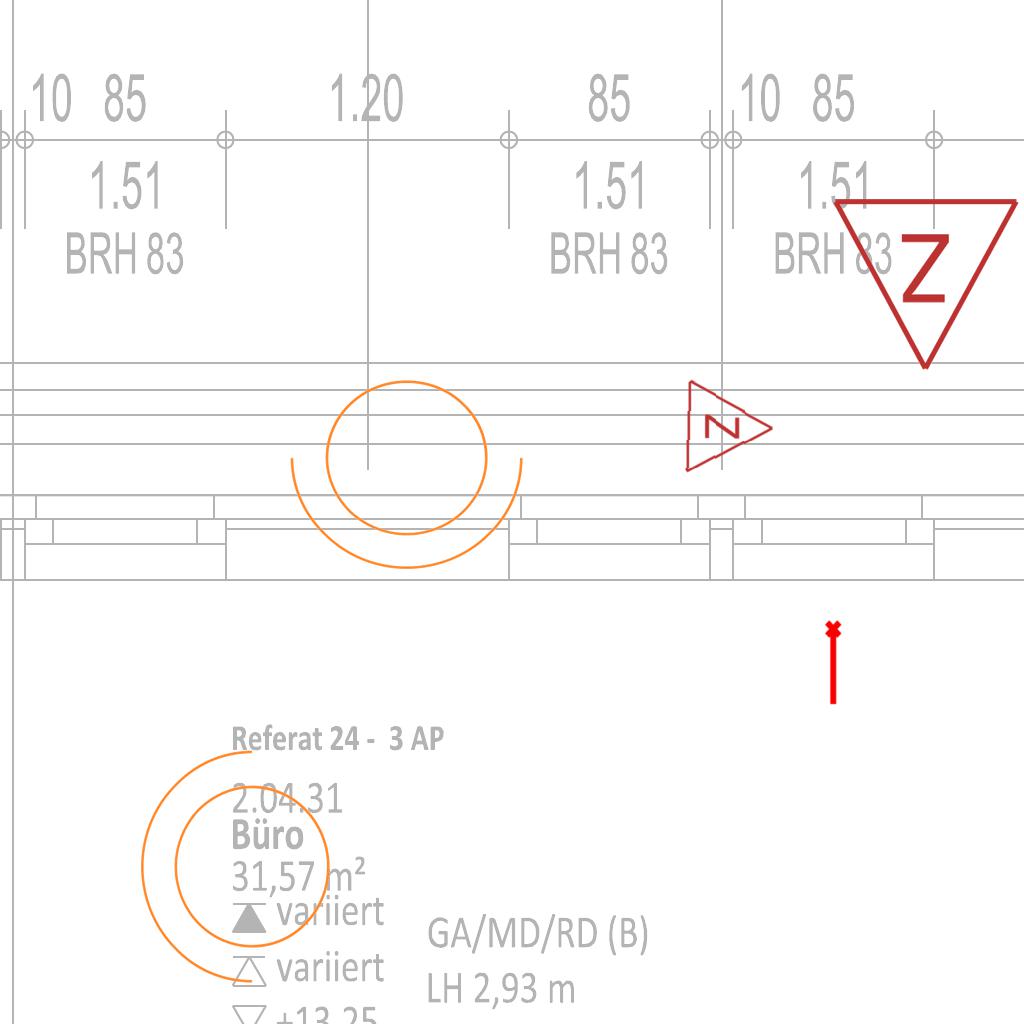 10 85 1.20 85 10 85
1.51 1.51 1.51
BRH 83 BRH 83 BRH 83
Z
Z
Referat 24 - 3 AP
2.04.31
Büro
31,57 m²
variiert
GA/MD/RD (B)
variiert
LH 2,93 m
+13,25